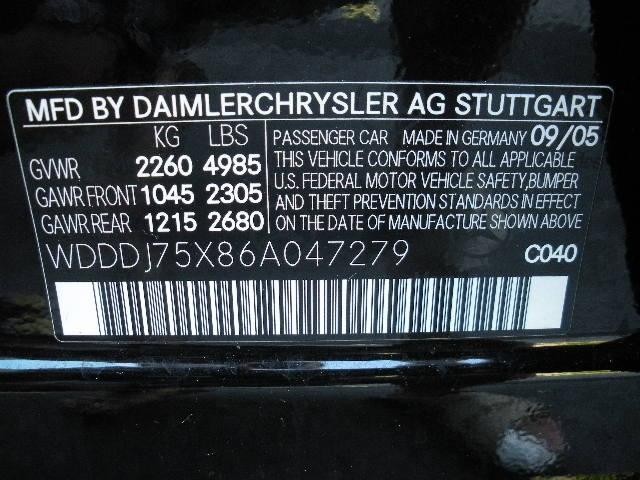 MFD BY DAIMLERCHRYSLER AG STUTTGART
KG LBS
GVWR 2260 4985
GAWR FRONT 1045 2305
GAWR REAR 1215 2680
PASSENGER CAR MADE IN GERMANY 09/05
THIS VEHICLE CONFORMS TO ALL APPLICABLE
U.S. FEDERAL MOTOR VEHICLE SAFETY,BUMPER
AND THEFT PREVENTION STANDARDS IN EFFECT
ON THE DATE OF MANUFACTURE SHOWN ABOVE
WDDDJ75X86A047279 C040